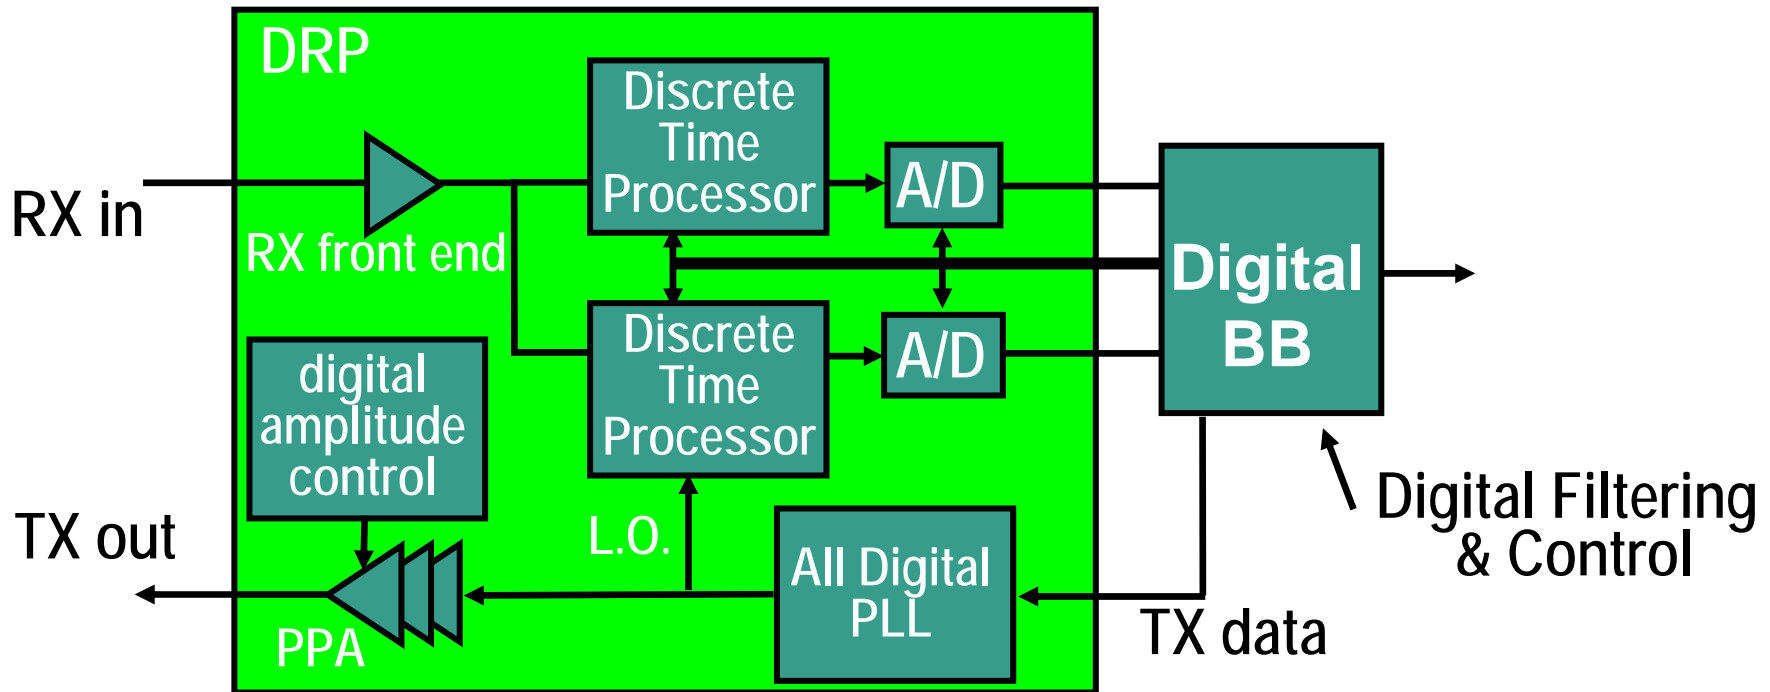 DRP
Discrete
Time
Processor
A/D
RX in
RX front end
Digital
BB
Discrete
Time
Processor
A/D
digital
amplitude
control
Digital Filtering
& Control
TX out
L.O.
All Digital
PLL
PPA
TX data